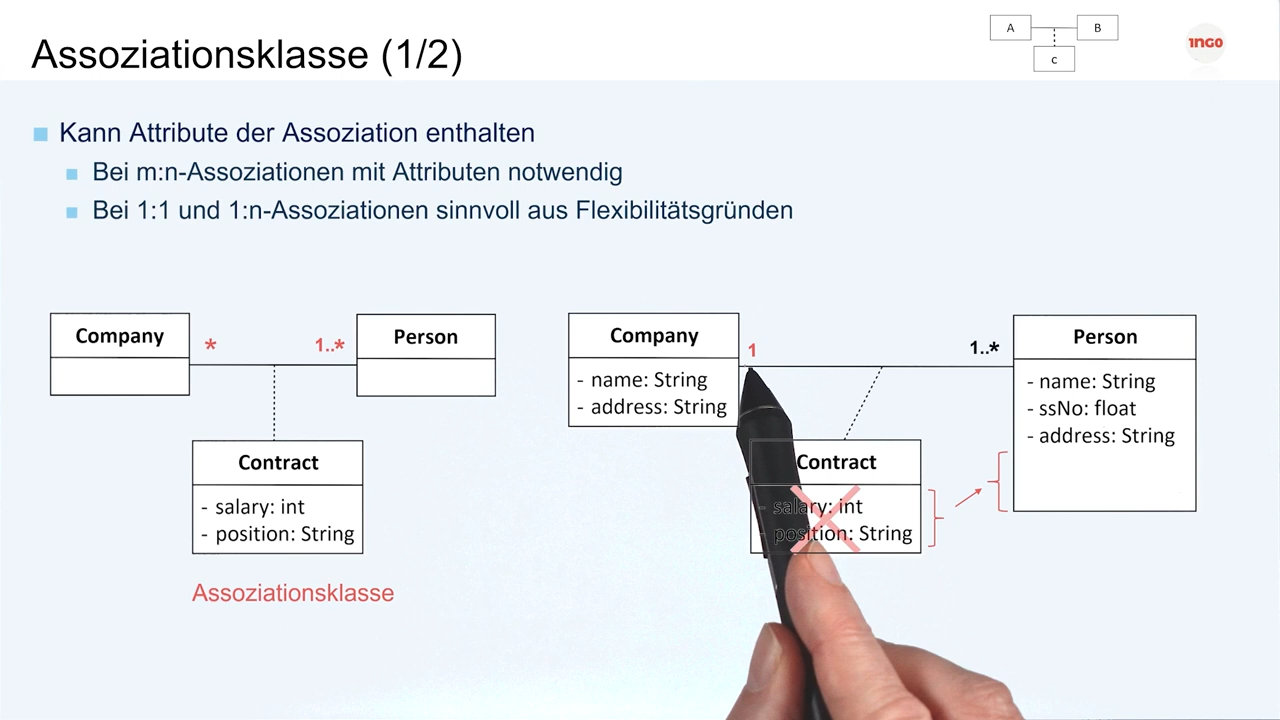 Assoziationsklasse (1/2)
A
B
c
1NG0
Kann Attribute der Assoziation enthalten
Bei m:n-Assoziationen mit Attributen notwendig
Bei 1:1 und 1:n-Assoziationen sinnvoll aus Flexibilitätsgründen
Company
*
1..*
Person
Contract
- salary: int
- position: String
Assoziationsklasse
Company
- name: String
- address: String
1
1..*
Person
- name: String
- ssNo: float
- address: String
Contract
- salary: int
- position: String